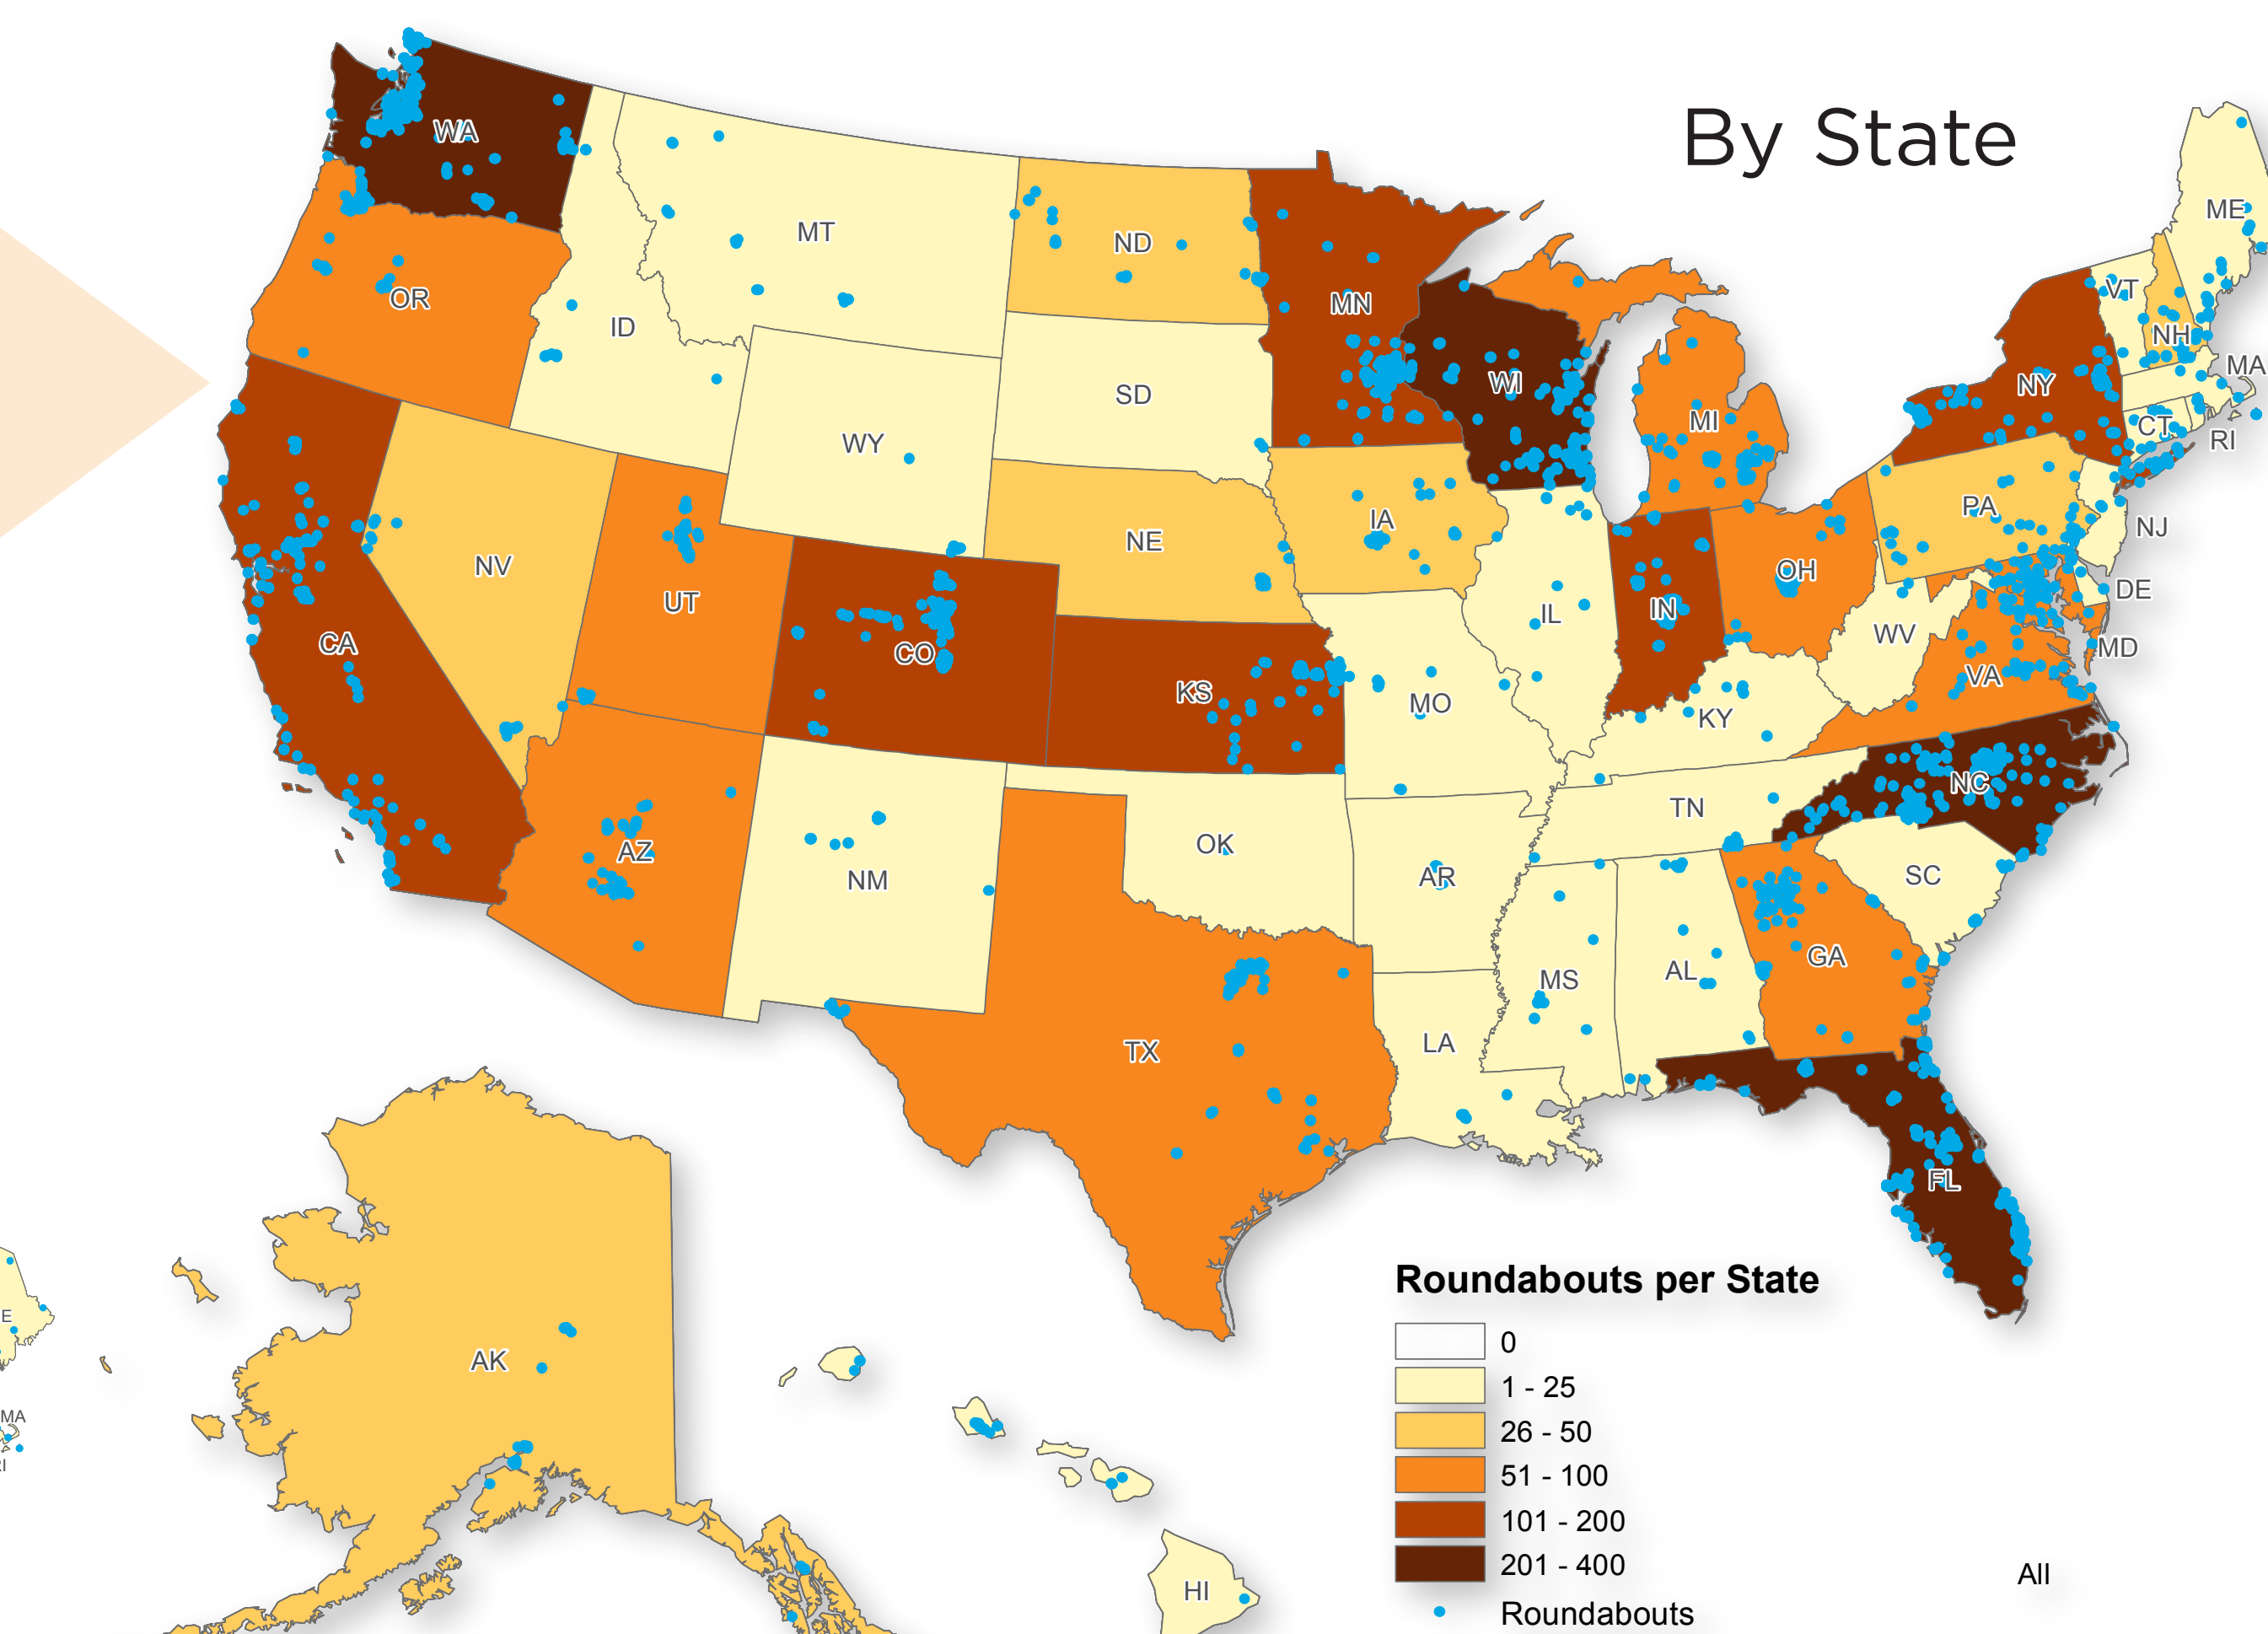 By State
WA
MT
ND
MN
ME
VT
NH
OR
ID
SD
WI
MI
NY
MA
WY
CT
RI
NV
UT
NE
IA
PA
NJ
CA
CO
KS
MO
IL
IN
OH
WV
DE
MD
VA
KY
AZ
NM
OK
AR
TN
NC
SC
TX
LA
MS
AL
GA
FL
AK
HI
E
MA
RI
Roundabouts per State
0
1 - 25
26 - 50
51 - 100
101 - 200
201 - 400
Roundabouts
All